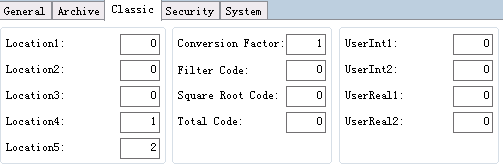 General Archive Classic Security System
Location1: 0 Conversion Factor: 1 UserInt1: 0
Location2: 0 Filter Code: 0 UserInt2: 0
Location3: 0 Square Root Code: 0 UserReal1: 0
Location4: 1 Total Code: 0 UserReal2: 0
Location5: 2